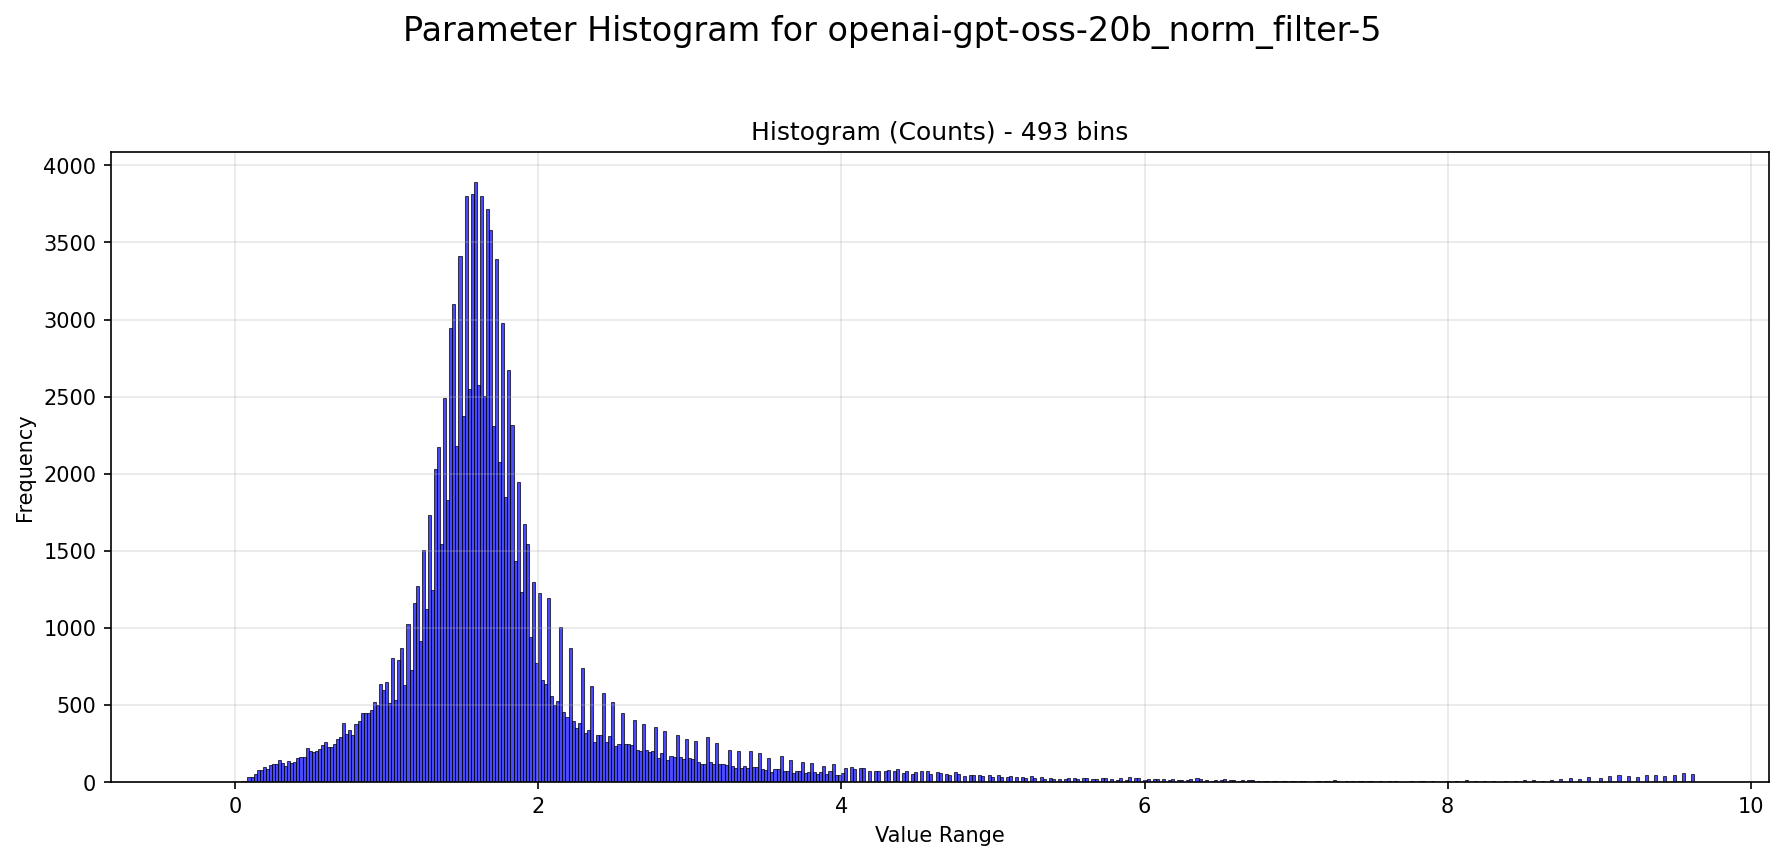 Parameter Histogram for openai-gpt-oss-20b_norm_filter-5
Histogram (Counts) - 493 bins
4000
3500
3000
2500
2000
1500
1000
500
0
Frequency
0 2 4 6 8 10
Value Range